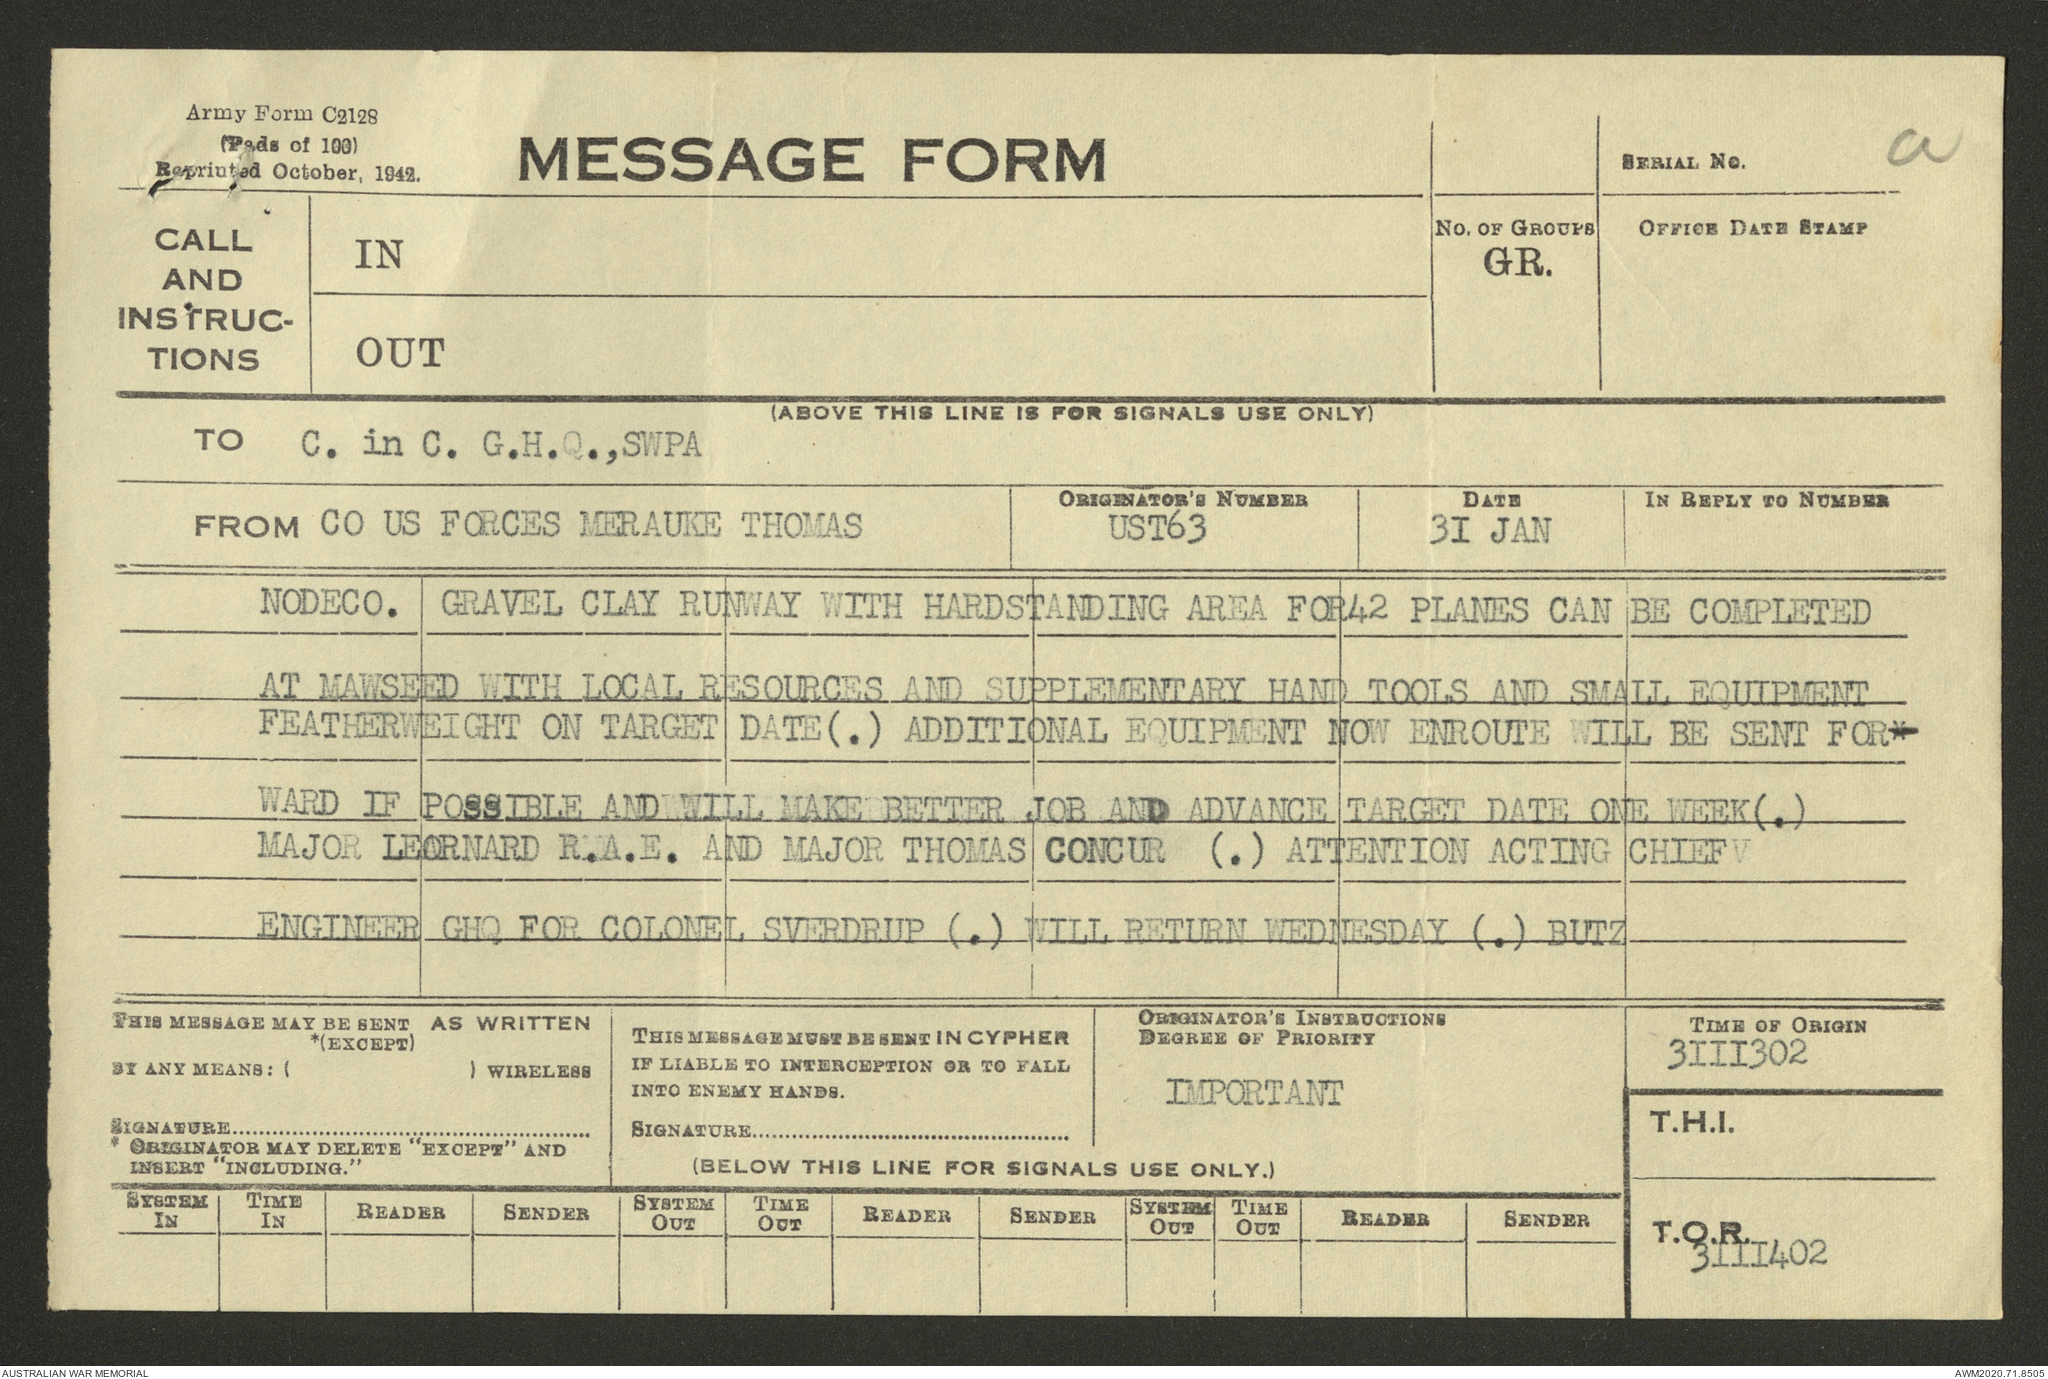 Army Form C2128
(Pads of 100)
Reprinted October, 1942.
MESSAGE FORM
SERIAL No.
a
CALL AND INSTRUC-TIONS
IN
OUT
No. OF GROUPS
GR.
OFFICE DATE STAMP
(ABOVE THIS LINE IS FOR SIGNALS USE ONLY)
TO C. in C. G.H.Q.,SWPA
FROM CO US FORCES MERAUKE THOMAS
ORIGINATOR'S NUMBER
UST63
DATE
3I JAN
IN REPLY TO NUMBER
NODECO. GRAVEL CLAY RUNWAY WITH HARDSTANDING AREA FOR42 PLANES CAN BE COMPLETED
AT MAWSEED WITH LOCAL RESOURCES AND SUPPLEMENTARY HAND TOOLS AND SMALL EQUIPMENT
FEATHERWEIGHT ON TARGET DATE(.) ADDITIONAL EQUIPMENT NOW ENROUTE WILL BE SENT FOR*-
WARD IF POSSIBLE AND WILL MAKE BETTER JOB AND ADVANCE TARGET DATE ONE WEEK(.)
MAJOR LEORNARD R.A.E. AND MAJOR THOMAS CONCUR (.) ATTENTION ACTING CHIEF
ENGINEER GHQ FOR COLONEL SVERDRUP (.) WILL RETURN WEDNESDAY (.) BUTZ
THIS MESSAGE MAY BE SENT AS WRITTEN
*(EXCEPT)
BY ANY MEANS: ( ) WIRELESS
SIGNATURE
* ORIGINATOR MAY DELETE "EXCEPT" AND
INSERT "INCLUDING."
THIS MESSAGE MUST BE SENT IN CYPHER
IF LIABLE TO INTERCEPTION OR TO FALL
INTO ENEMY HANDS.
SIGNATURE
ORIGINATOR'S INSTRUCTIONS
DEGREE OF PRIORITY
IMPORTANT
TIME OF ORIGIN
3III302
T.H.I.
T.O.R.
3III402
(BELOW THIS LINE FOR SIGNALS USE ONLY.)
SYSTEM IN TIME IN READER SENDER SYSTEM OUT TIME OUT READER SENDER SYSTEM OUT TIME OUT READER SENDER
AUSTRALIAN WAR MEMORIAL
AWM2020.71.8505